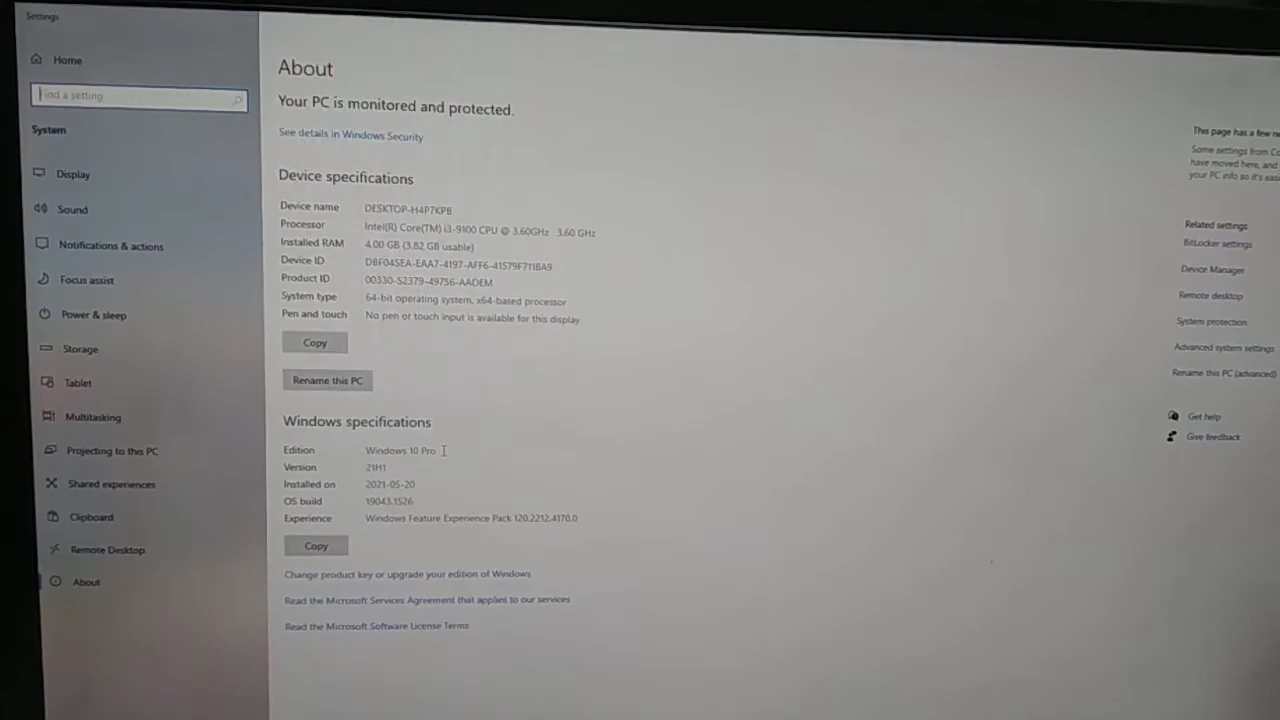 Settings
Home
Find a setting
System
Display
Sound
Notifications & actions
Focus assist
Power & sleep
Storage
Tablet
Multitasking
Projecting to this PC
Shared experiences
Clipboard
Remote Desktop
About
About
Your PC is monitored and protected.
See details in Windows Security
Device specifications
Device name DESKTOP-H4P7KPB
Processor Intel(R) Core(TM) i3-9100 CPU @ 3.60GHz 3.60 GHz
Installed RAM 4.00 GB (3.82 GB usable)
Device ID
Product ID 00330-52379-49756-AADEM
System type 64-bit operating system, x64-based processor
Pen and touch No pen or touch input is available for this display
Copy
Rename this PC
Windows specifications
Edition Windows 10 Pro
Version 21H1
Installed on 2021-05-20
OS build 19043.1526
Experience Windows Feature Experience Pack 120.2212.4170.0
Copy
Change product key or upgrade your edition of Windows
Read the Microsoft Services Agreement that applies to our services
Read the Microsoft Software License Terms
This page has a few
Some settings from
have moved here, and
your PC info so it's
Related settings
BitLocker settings
Device Manager
Remote desktop
System protection
Advanced system settings
Rename this PC (advanced)
Get help
Give feedback